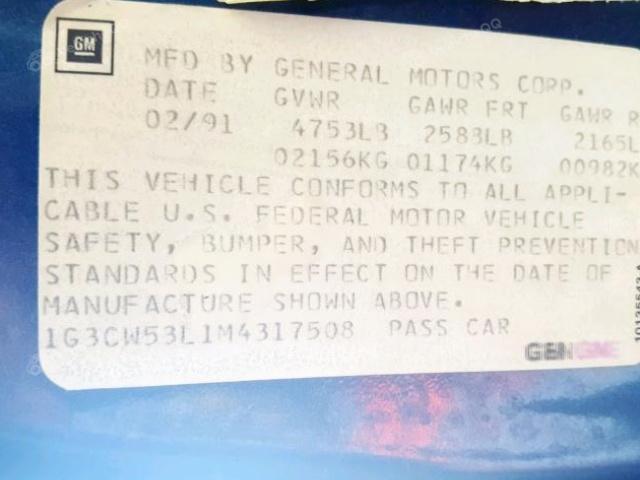 GM
MFD BY GENERAL MOTORS CORP.
DATE GVWR GAWR FRT GAWR R
02/91 4753LB 2588LB 2165L
02156KG 01174KG 00982K
THIS VEHICLE CONFORMS TO ALL APPLI-
CABLE U.S. FEDERAL MOTOR VEHICLE
SAFETY, BUMPER, AND THEFT PREVENTION
STANDARDS IN EFFECT ON THE DATE OF
MANUFACTURE SHOWN ABOVE.
1G3CW53L1M4317508 PASS CAR